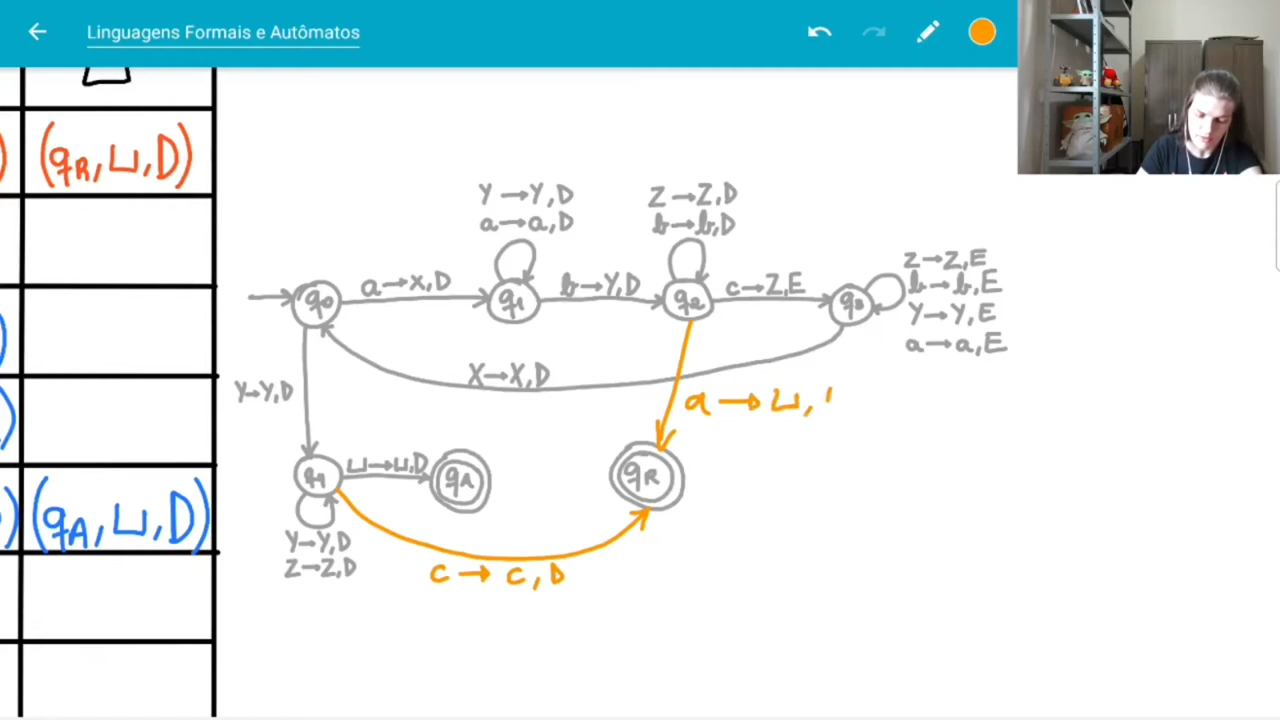 Linguagens Formais e Autômatos
) (qR, ⊔, D)
Y→Y, D
a→a, D
Z→Z, D
b→b, D
q0
a→X, D
q1
b→Y, D
q2
c→Z, E
q3
Z→Z, E
b→b, E
Y→Y, E
a→a, E
X→X, D
Y→Y, D
a → ⊔,
q4
⊔→⊔, D
qA
qR
) (qA, ⊔, D)
Y→Y, D
Z→Z, D
c → c, D